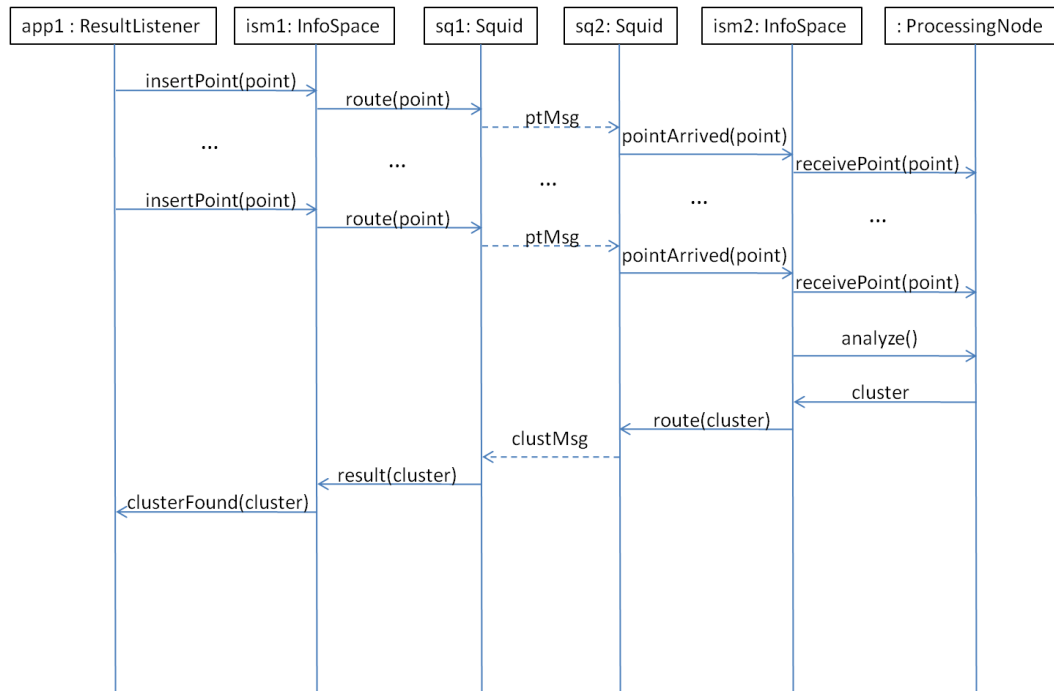 app1 : ResultListener
ism1: InfoSpace
sq1: Squid
sq2: Squid
ism2: InfoSpace
: ProcessingNode
insertPoint(point)
route(point)
ptMsg
pointArrived(point)
receivePoint(point)
...
...
...
...
...
insertPoint(point)
route(point)
ptMsg
pointArrived(point)
receivePoint(point)
analyze()
cluster
route(cluster)
clustMsg
result(cluster)
clusterFound(cluster)